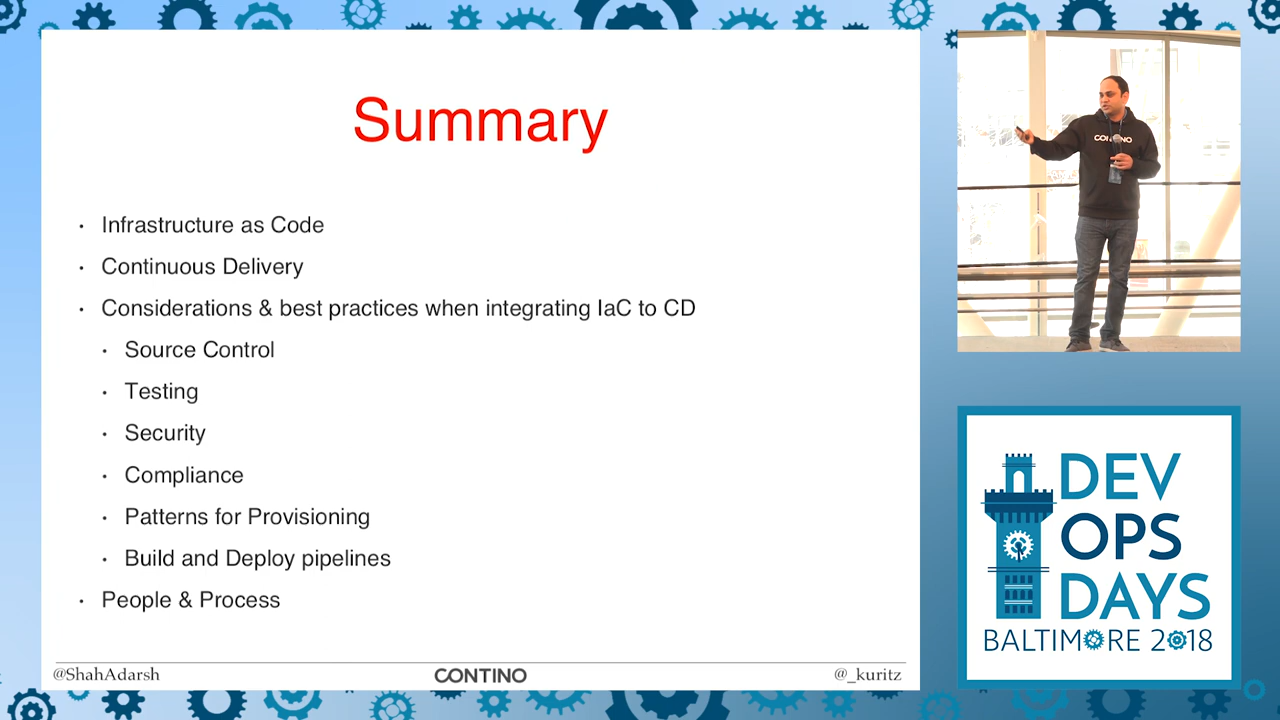 Summary
• Infrastructure as Code
• Continuous Delivery
• Considerations & best practices when integrating IaC to CD
• Source Control
• Testing
• Security
• Compliance
• Patterns for Provisioning
• Build and Deploy pipelines
• People & Process
@ShahAdarsh
CONTINO
@_kuritz
CONTINO
DEV
OPS
DAYS
BALTIMORE 2018